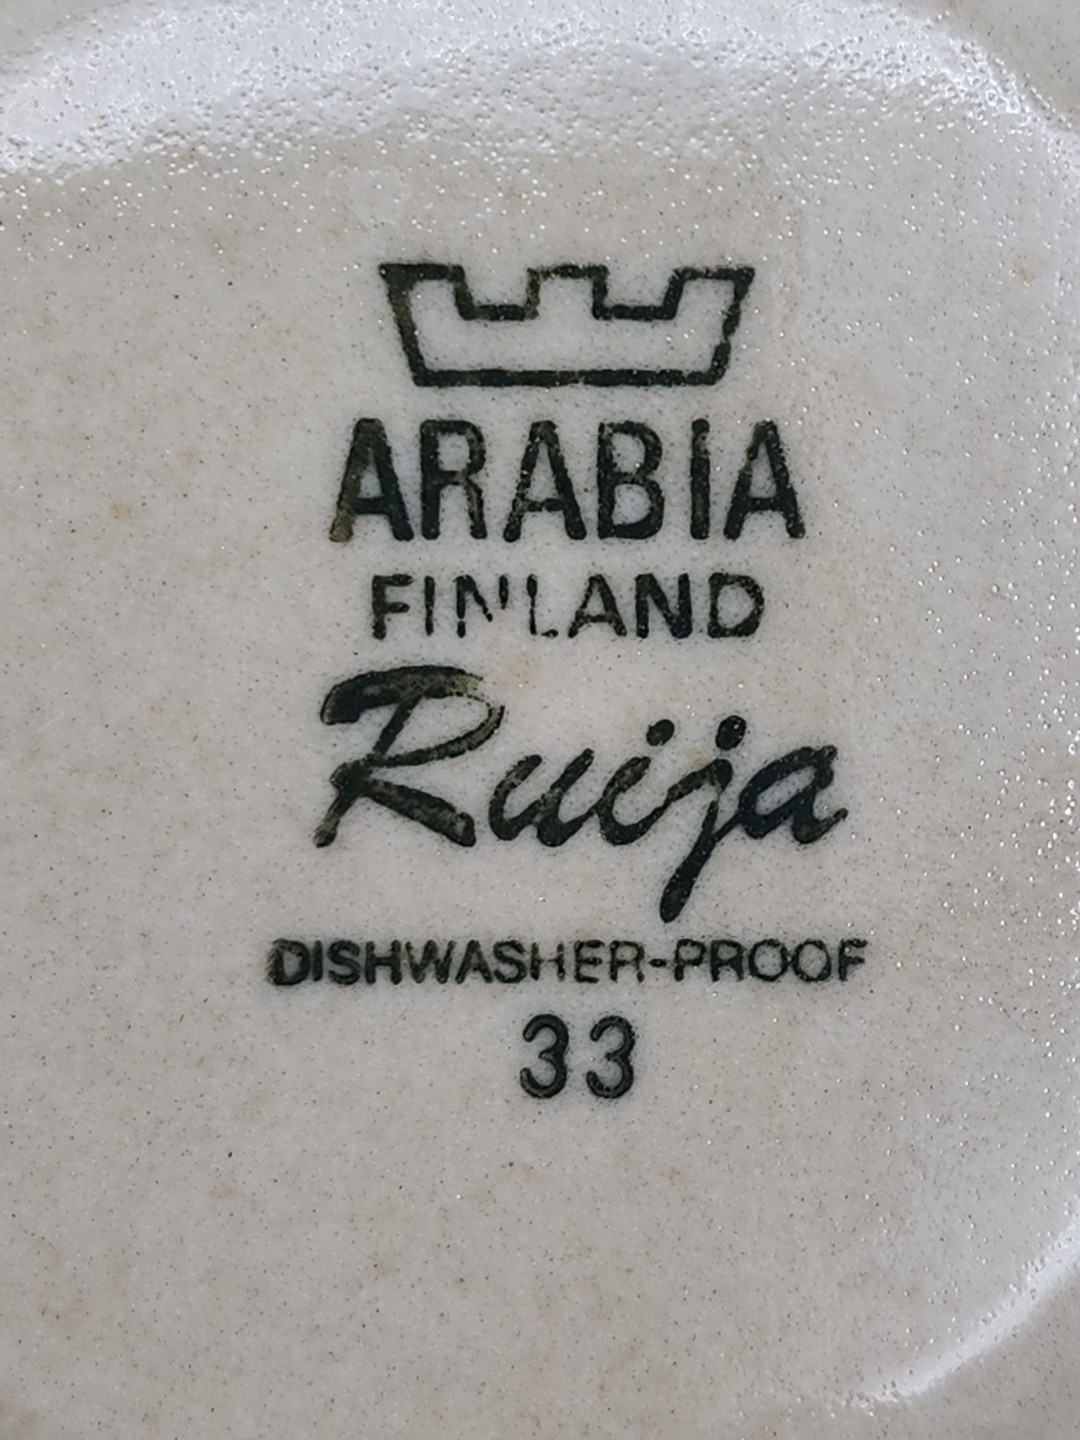 ARABIA
FINLAND
Ruija
DISHWASHER-PROOF
33